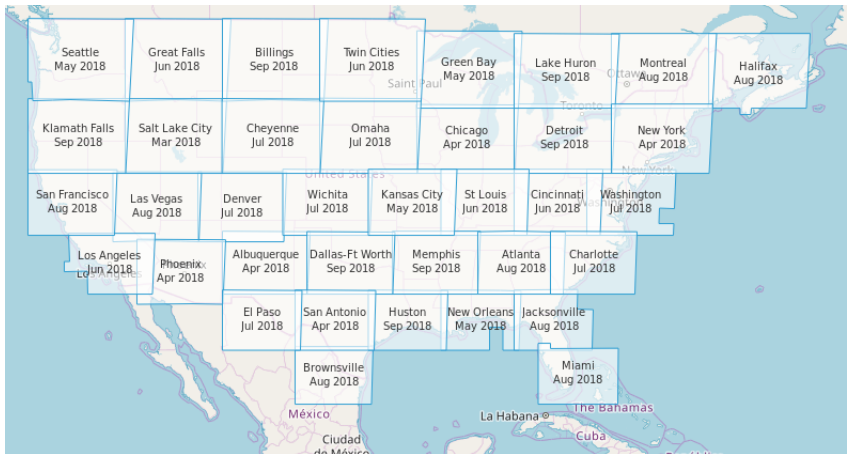 Seattle
May 2018
Great Falls
Jun 2018
Billings
Sep 2018
Twin Cities
Jun 2018
Green Bay
May 2018
Lake Huron
Sep 2018
Montreal
Aug 2018
Halifax
Aug 2018
Saint Paul
Ottawa
Toronto
Klamath Falls
Sep 2018
Salt Lake City
Mar 2018
Cheyenne
Jul 2018
Omaha
Jul 2018
Chicago
Apr 2018
Detroit
Sep 2018
New York
Apr 2018
United States
New York
San Francisco
Aug 2018
Las Vegas
Aug 2018
Denver
Jul 2018
Wichita
Jul 2018
Kansas City
May 2018
St Louis
Jun 2018
Cincinnati
Jun 2018
Washington
Jul 2018
Washington
Los Angeles
Jun 2018
Los Angeles
Phoenix
Apr 2018
Phoenix
Albuquerque
Apr 2018
Dallas-Ft Worth
Sep 2018
Memphis
Sep 2018
Atlanta
Aug 2018
Charlotte
Jul 2018
El Paso
Jul 2018
San Antonio
Apr 2018
Huston
Sep 2018
New Orleans
May 2018
Jacksonville
Aug 2018
Brownsville
Aug 2018
Miami
Aug 2018
México
La Habana
The Bahamas
Cuba
Ciudad
de México